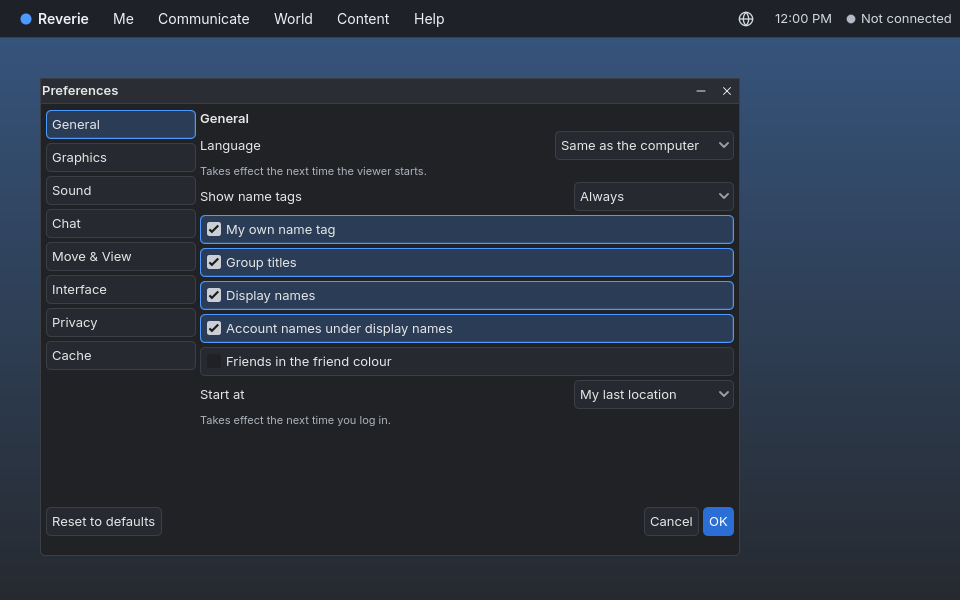 Reverie Me Communicate World Content Help 12:00 PM Not connected
Preferences
General
Graphics
Sound
Chat
Move & View
Interface
Privacy
Cache
General
Language Same as the computer
Takes effect the next time the viewer starts.
Show name tags Always
My own name tag
Group titles
Display names
Account names under display names
Friends in the friend colour
Start at My last location
Takes effect the next time you log in.
Reset to defaults Cancel OK